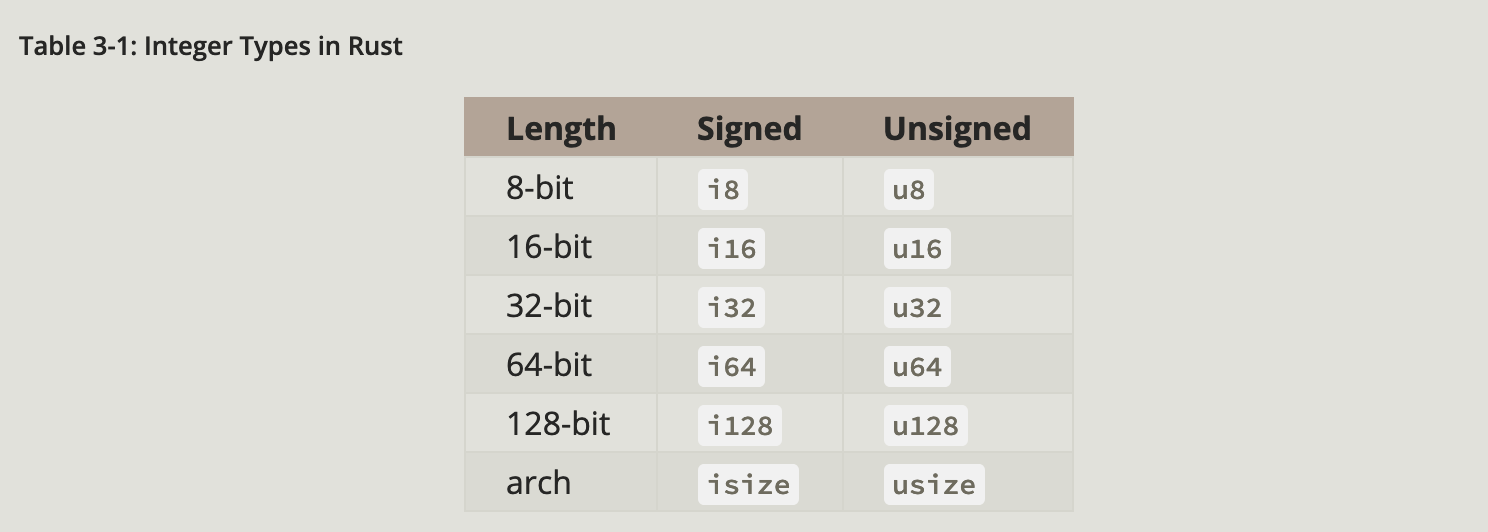 Table 3-1: Integer Types in Rust
Length Signed Unsigned
8-bit i8 u8
16-bit i16 u16
32-bit i32 u32
64-bit i64 u64
128-bit i128 u128
arch isize usize